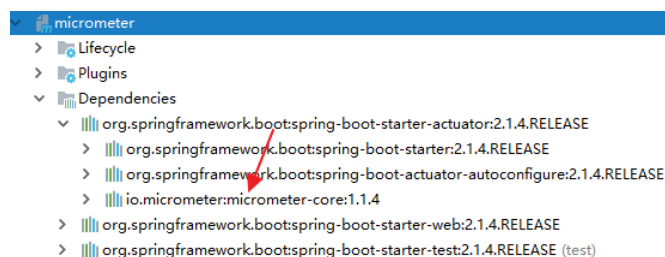 micrometer
Lifecycle
Plugins
Dependencies
org.springframework.boot:spring-boot-starter-actuator:2.1.4.RELEASE
org.springframework.boot:spring-boot-starter:2.1.4.RELEASE
org.springframework.boot:spring-boot-actuator-autoconfigure:2.1.4.RELEASE
io.micrometer:micrometer-core:1.1.4
org.springframework.boot:spring-boot-starter-web:2.1.4.RELEASE
org.springframework.boot:spring-boot-starter-test:2.1.4.RELEASE (test)